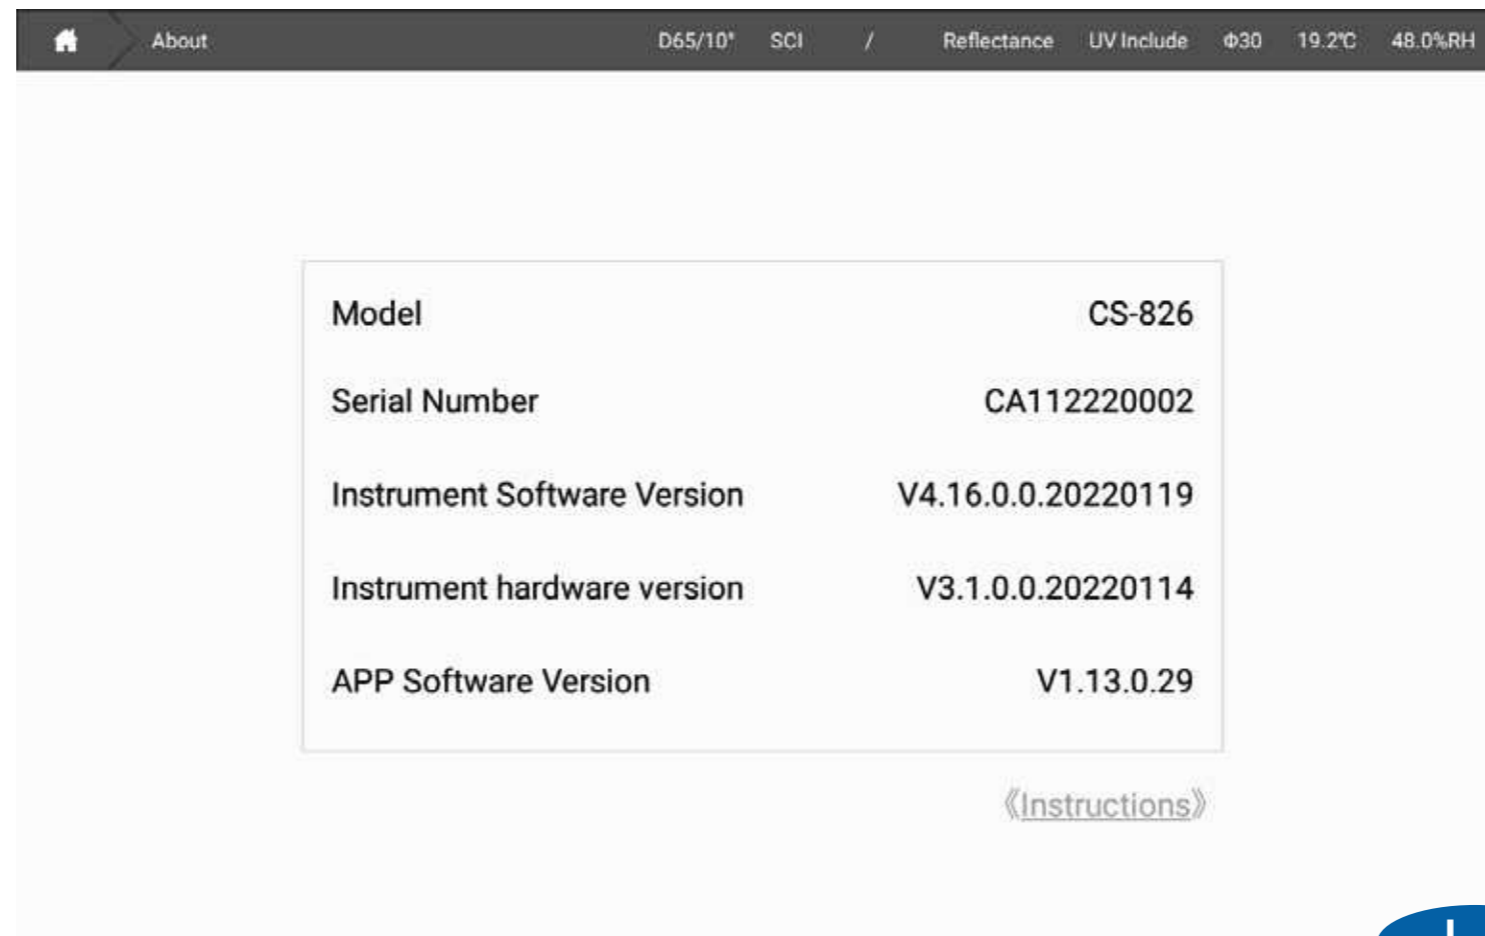 About D65/10° SCI / Reflectance UV Include Φ30 19.2℃ 48.0%RH
Model CS-826
Serial Number CA112220002
Instrument Software Version V4.16.0.0.20220119
Instrument hardware version V3.1.0.0.20220114
APP Software Version V1.13.0.29
《Instructions》